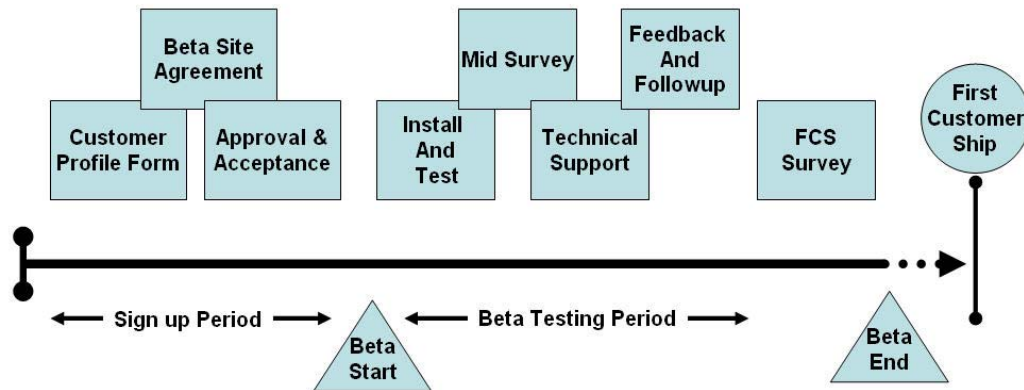 Beta Site
Agreement
Customer
Profile Form
Approval &
Acceptance
Mid Survey
Install
And
Test
Technical
Support
Feedback
And
Followup
FCS
Survey
First
Customer
Ship
Sign up Period
Beta
Start
Beta Testing Period
Beta
End